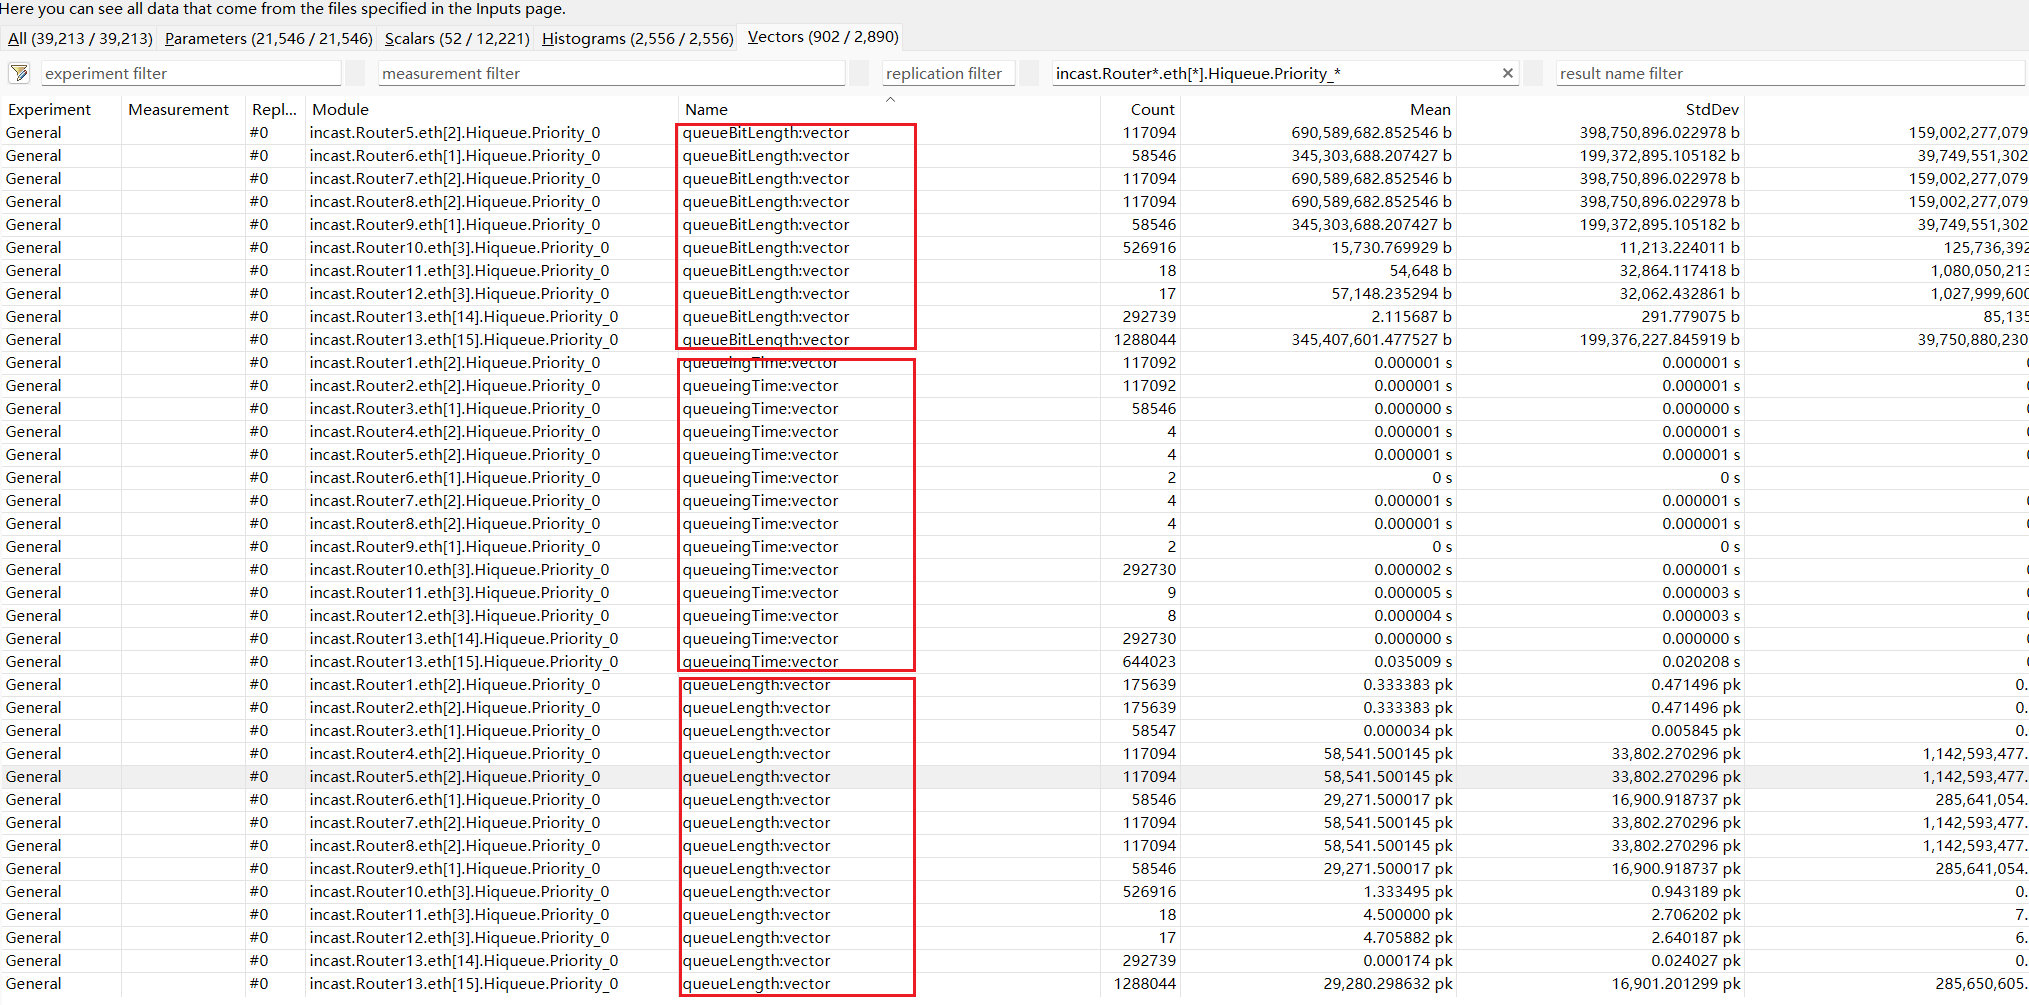 Here you can see all data that come from the files specified in the Inputs page.
All (39,213 / 39,213) Parameters (21,546 / 21,546) Scalars (52 / 12,221) Histograms (2,556 / 2,556) Vectors (902 / 2,890)
experiment filter measurement filter replication filter incast.Router*.eth[*].Hiqueue.Priority_* result name filter
Experiment Measurement Repl... Module Name Count Mean StdDev
General #0 incast.Router5.eth[2].Hiqueue.Priority_0 queueBitLength:vector 117094 690,589,682.852546 b 398,750,896.022978 b 159,002,277,079
General #0 incast.Router6.eth[1].Hiqueue.Priority_0 queueBitLength:vector 58546 345,303,688.207427 b 199,372,895.105182 b 39,749,551,302
General #0 incast.Router7.eth[2].Hiqueue.Priority_0 queueBitLength:vector 117094 690,589,682.852546 b 398,750,896.022978 b 159,002,277,079
General #0 incast.Router8.eth[2].Hiqueue.Priority_0 queueBitLength:vector 117094 690,589,682.852546 b 398,750,896.022978 b 159,002,277,079
General #0 incast.Router9.eth[1].Hiqueue.Priority_0 queueBitLength:vector 58546 345,303,688.207427 b 199,372,895.105182 b 39,749,551,302
General #0 incast.Router10.eth[3].Hiqueue.Priority_0 queueBitLength:vector 526916 15,730.769929 b 11,213.224011 b 125,736,392
General #0 incast.Router11.eth[3].Hiqueue.Priority_0 queueBitLength:vector 18 54,648 b 32,864.117418 b 1,080,050,213
General #0 incast.Router12.eth[3].Hiqueue.Priority_0 queueBitLength:vector 17 57,148.235294 b 32,062.432861 b 1,027,999,600
General #0 incast.Router13.eth[14].Hiqueue.Priority_0 queueBitLength:vector 292739 2.115687 b 291.779075 b 85,135
General #0 incast.Router13.eth[15].Hiqueue.Priority_0 queueBitLength:vector 1288044 345,407,601.477527 b 199,376,227.845919 b 39,750,880,230
General #0 incast.Router1.eth[2].Hiqueue.Priority_0 queueingTime:vector 117092 0.000001 s 0.000001 s
General #0 incast.Router2.eth[2].Hiqueue.Priority_0 queueingTime:vector 117092 0.000001 s 0.000001 s
General #0 incast.Router3.eth[1].Hiqueue.Priority_0 queueingTime:vector 58546 0.000000 s 0.000000 s
General #0 incast.Router4.eth[2].Hiqueue.Priority_0 queueingTime:vector 4 0.000001 s 0.000001 s
General #0 incast.Router5.eth[2].Hiqueue.Priority_0 queueingTime:vector 4 0.000001 s 0.000001 s
General #0 incast.Router6.eth[1].Hiqueue.Priority_0 queueingTime:vector 2 0 s 0 s
General #0 incast.Router7.eth[2].Hiqueue.Priority_0 queueingTime:vector 4 0.000001 s 0.000001 s
General #0 incast.Router8.eth[2].Hiqueue.Priority_0 queueingTime:vector 4 0.000001 s 0.000001 s
General #0 incast.Router9.eth[1].Hiqueue.Priority_0 queueingTime:vector 2 0 s 0 s
General #0 incast.Router10.eth[3].Hiqueue.Priority_0 queueingTime:vector 292730 0.000002 s 0.000001 s
General #0 incast.Router11.eth[3].Hiqueue.Priority_0 queueingTime:vector 9 0.000005 s 0.000003 s
General #0 incast.Router12.eth[3].Hiqueue.Priority_0 queueingTime:vector 8 0.000004 s 0.000003 s
General #0 incast.Router13.eth[14].Hiqueue.Priority_0 queueingTime:vector 292730 0.000000 s 0.000000 s
General #0 incast.Router13.eth[15].Hiqueue.Priority_0 queueingTime:vector 644023 0.035009 s 0.020208 s
General #0 incast.Router1.eth[2].Hiqueue.Priority_0 queueLength:vector 175639 0.333383 pk 0.471496 pk 0.
General #0 incast.Router2.eth[2].Hiqueue.Priority_0 queueLength:vector 175639 0.333383 pk 0.471496 pk 0.
General #0 incast.Router3.eth[1].Hiqueue.Priority_0 queueLength:vector 58547 0.000034 pk 0.005845 pk 0.
General #0 incast.Router4.eth[2].Hiqueue.Priority_0 queueLength:vector 117094 58,541.500145 pk 33,802.270296 pk 1,142,593,477.
General #0 incast.Router5.eth[2].Hiqueue.Priority_0 queueLength:vector 117094 58,541.500145 pk 33,802.270296 pk 1,142,593,477.
General #0 incast.Router6.eth[1].Hiqueue.Priority_0 queueLength:vector 58546 29,271.500017 pk 16,900.918737 pk 285,641,054.
General #0 incast.Router7.eth[2].Hiqueue.Priority_0 queueLength:vector 117094 58,541.500145 pk 33,802.270296 pk 1,142,593,477.
General #0 incast.Router8.eth[2].Hiqueue.Priority_0 queueLength:vector 117094 58,541.500145 pk 33,802.270296 pk 1,142,593,477.
General #0 incast.Router9.eth[1].Hiqueue.Priority_0 queueLength:vector 58546 29,271.500017 pk 16,900.918737 pk 285,641,054.
General #0 incast.Router10.eth[3].Hiqueue.Priority_0 queueLength:vector 526916 1.333495 pk 0.943189 pk 0.
General #0 incast.Router11.eth[3].Hiqueue.Priority_0 queueLength:vector 18 4.500000 pk 2.706202 pk 7.
General #0 incast.Router12.eth[3].Hiqueue.Priority_0 queueLength:vector 17 4.705882 pk 2.640187 pk 6.
General #0 incast.Router13.eth[14].Hiqueue.Priority_0 queueLength:vector 292739 0.000174 pk 0.024027 pk 0.
General #0 incast.Router13.eth[15].Hiqueue.Priority_0 queueLength:vector 1288044 29,280.298632 pk 16,901.201299 pk 285,650,605.